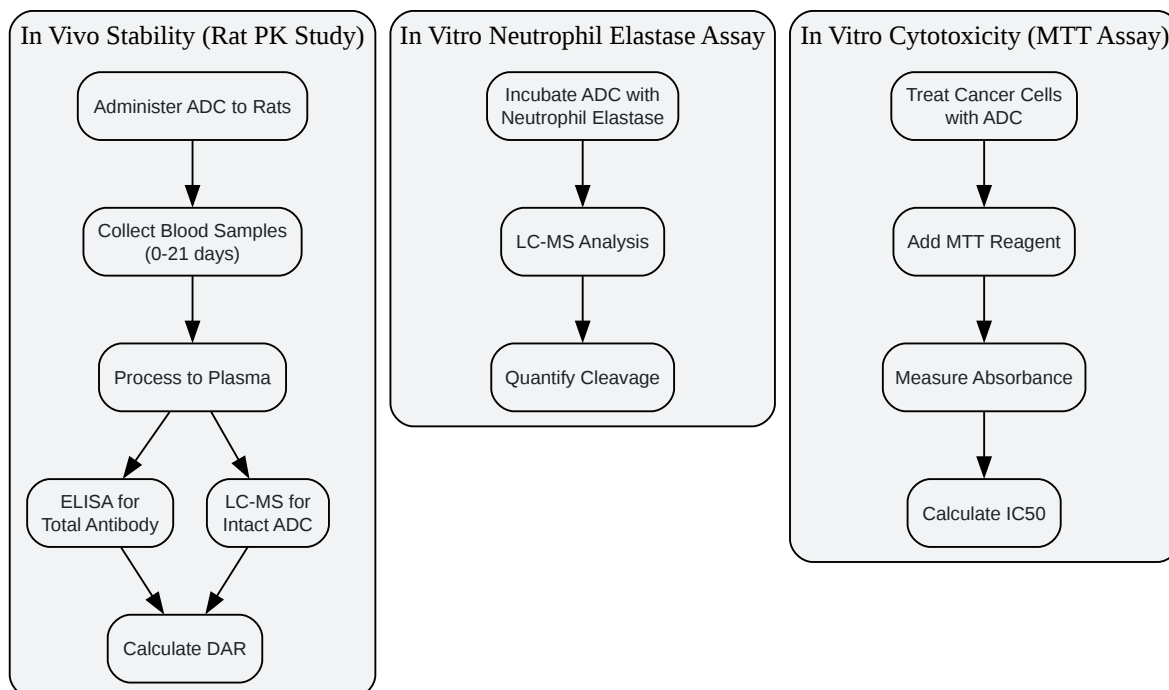 In Vivo Stability (Rat PK Study)
Administer ADC to Rats
Collect Blood Samples
(0-21 days)
Process to Plasma
ELISA for
Total Antibody
LC-MS for
Intact ADC
Calculate DAR
In Vitro Neutrophil Elastase Assay
Incubate ADC with
Neutrophil Elastase
LC-MS Analysis
Quantify Cleavage
In Vitro Cytotoxicity (MTT Assay)
Treat Cancer Cells
with ADC
Add MTT Reagent
Measure Absorbance
Calculate IC50